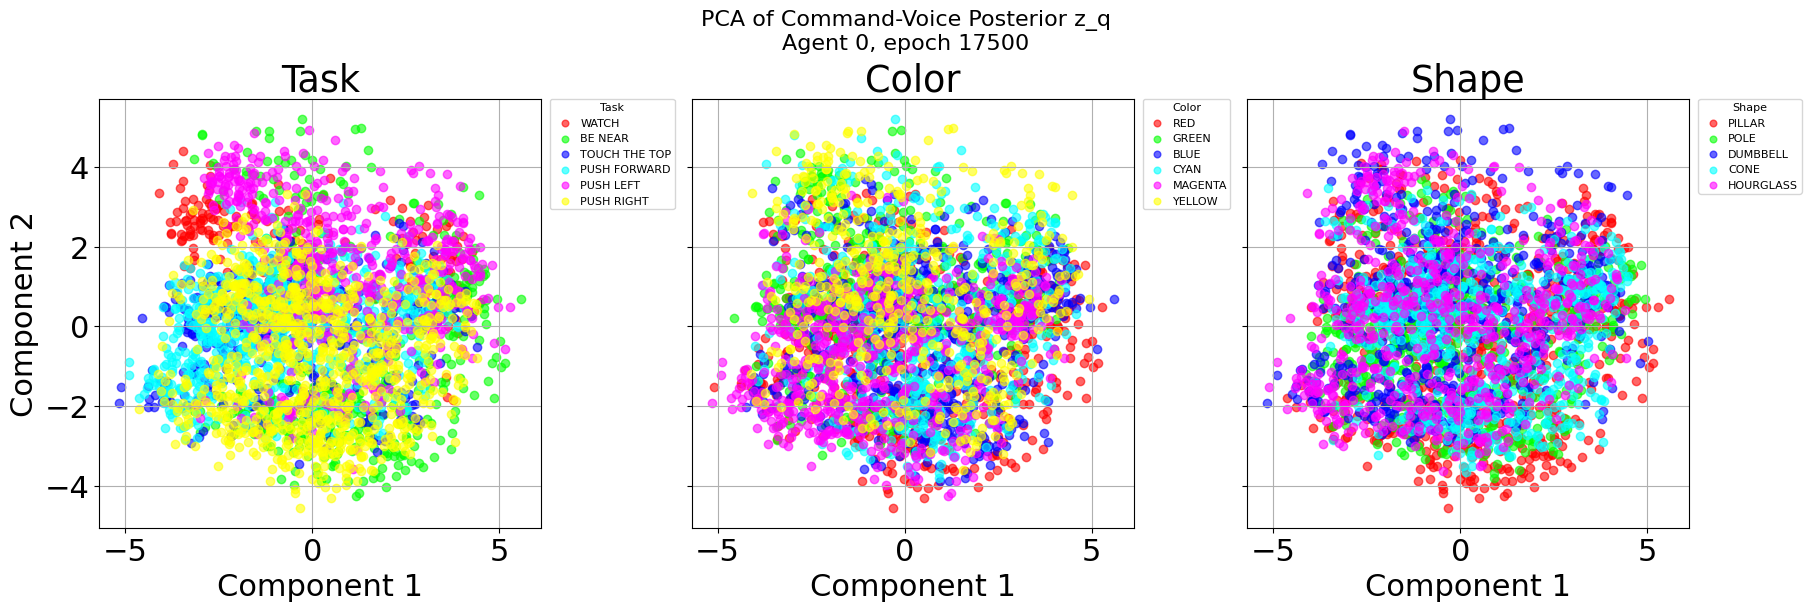 PCA of Command-Voice Posterior z_q
Agent 0, epoch 17500
Task
Component 2
4
2
0
−2
−4
−5
0
5
Component 1
Task
WATCH
BE NEAR
TOUCH THE TOP
PUSH FORWARD
PUSH LEFT
PUSH RIGHT
Color
−5
0
5
Component 1
Color
RED
GREEN
BLUE
CYAN
MAGENTA
YELLOW
Shape
−5
0
5
Component 1
Shape
PILLAR
POLE
DUMBBELL
CONE
HOURGLASS